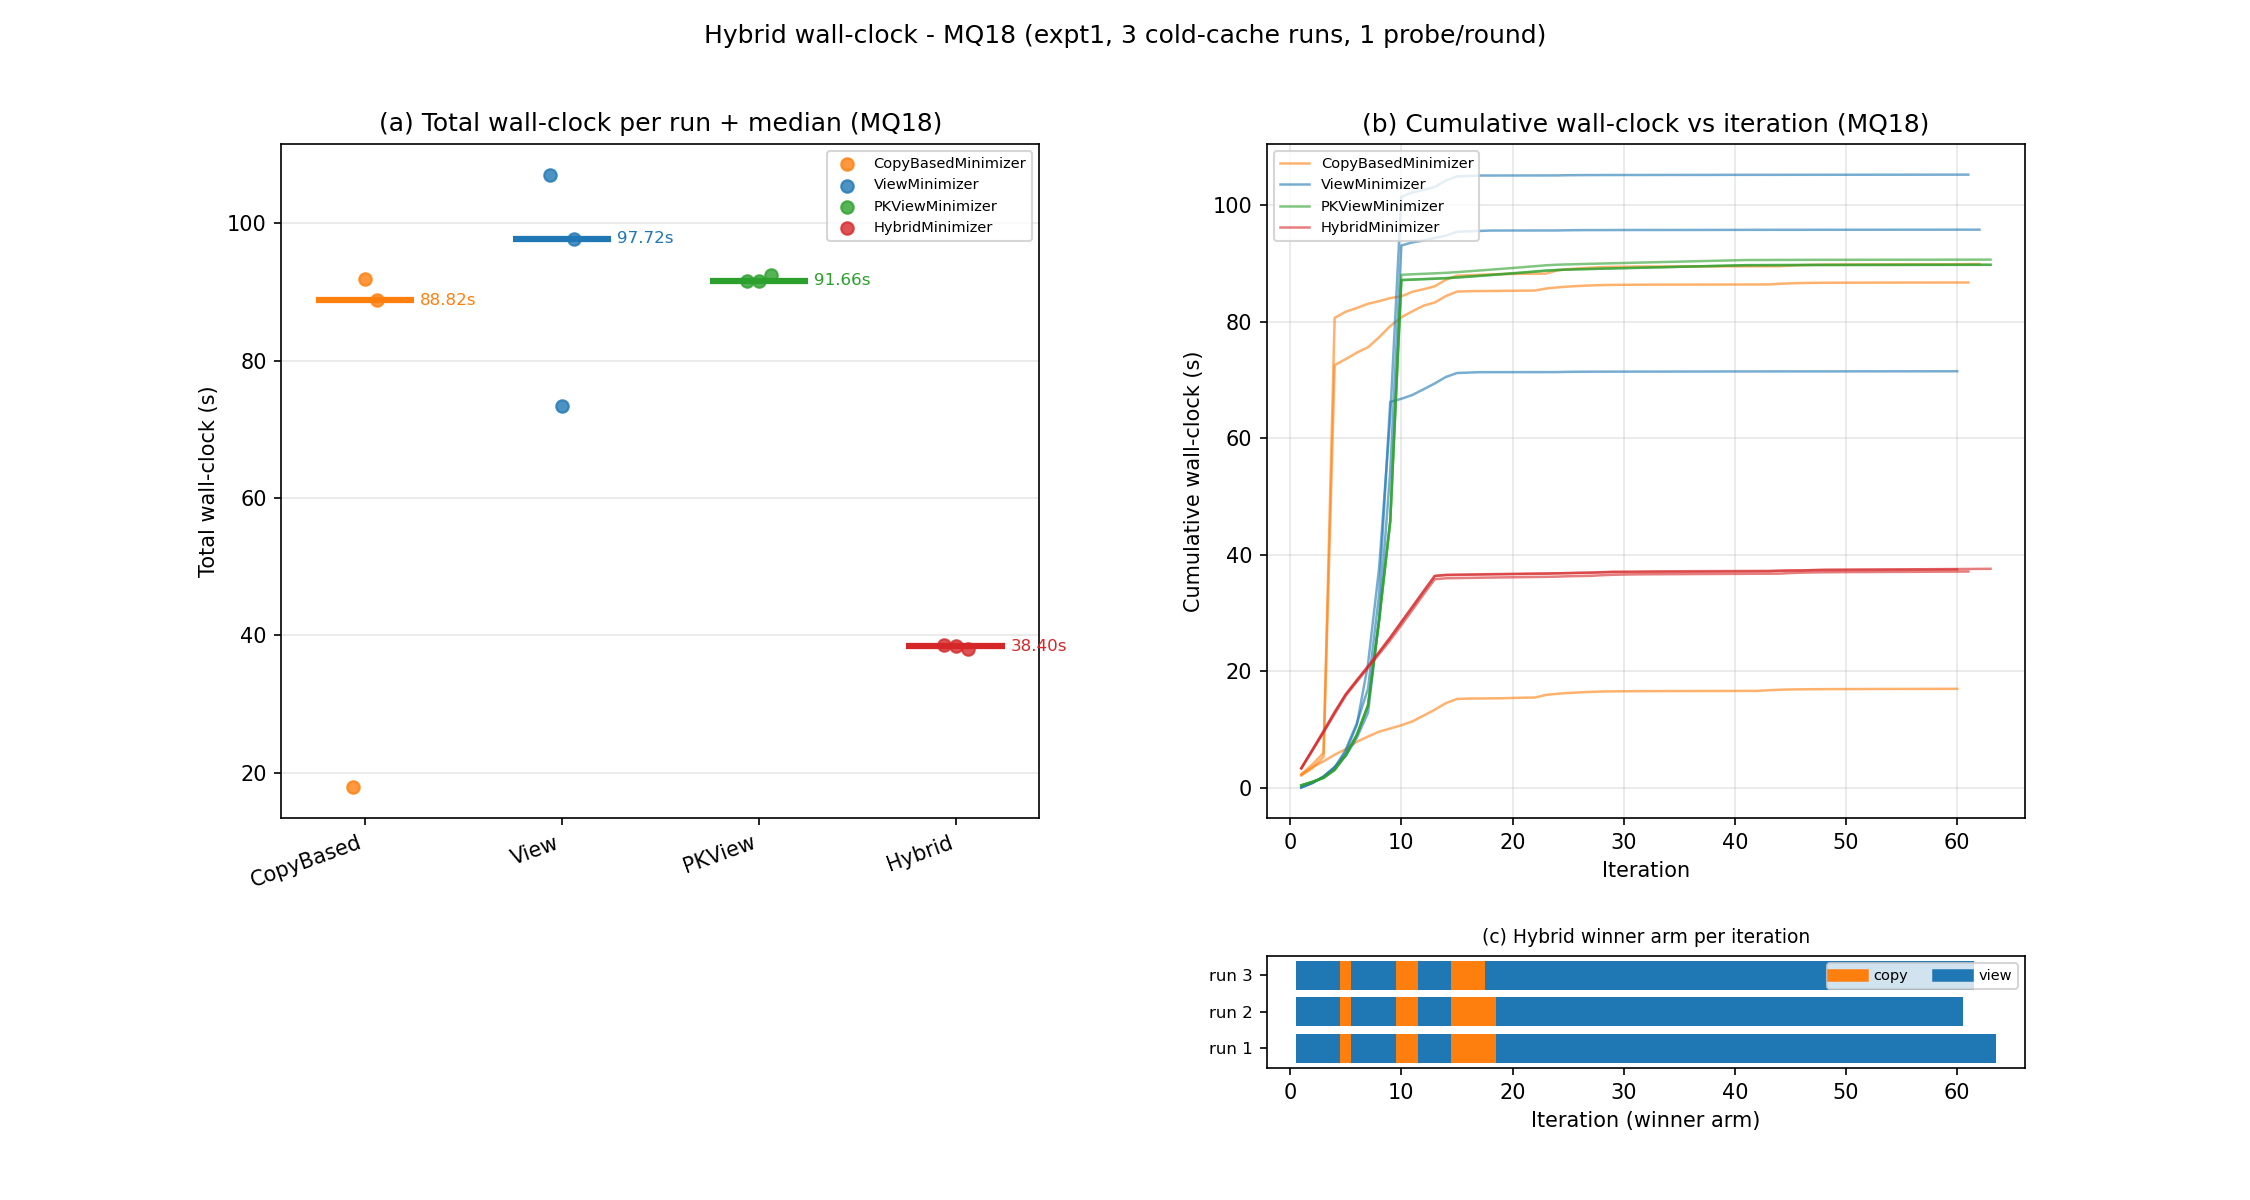 Hybrid wall-clock - MQ18 (expt1, 3 cold-cache runs, 1 probe/round)
(a) Total wall-clock per run + median (MQ18)
CopyBasedMinimizer
ViewMinimizer
PKViewMinimizer
HybridMinimizer
100
80
60
40
20
Total wall-clock (s)
88.82s
97.72s
91.66s
38.40s
CopyBased
View
PKView
Hybrid
(b) Cumulative wall-clock vs iteration (MQ18)
CopyBasedMinimizer
ViewMinimizer
PKViewMinimizer
HybridMinimizer
100
80
60
40
20
0
Cumulative wall-clock (s)
0 10 20 30 40 50 60
Iteration
(c) Hybrid winner arm per iteration
run 3
run 2
run 1
copy view
0 10 20 30 40 50 60
Iteration (winner arm)